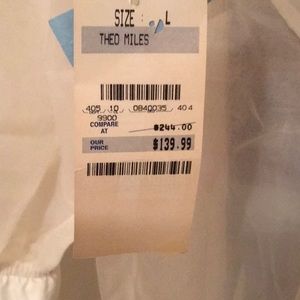 SIZE : L
THEO MILES
405 10 0840035 404
9900
COMPARE AT $244.00
OUR PRICE $139.99